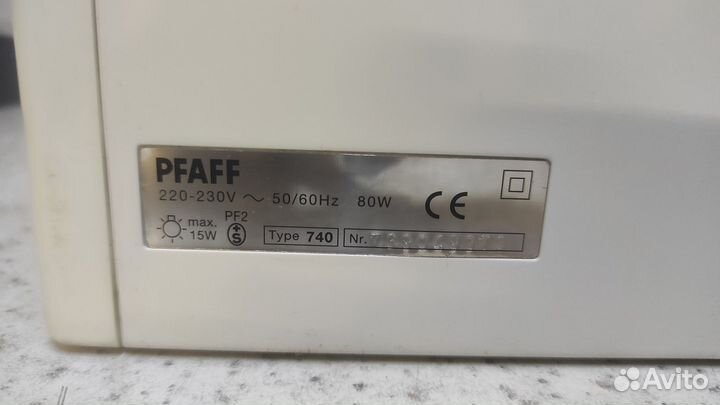 PFAFF
220-230V ~ 50/60Hz 80W CE
max. 15W PF2 +S Type 740 Nr.
Avito